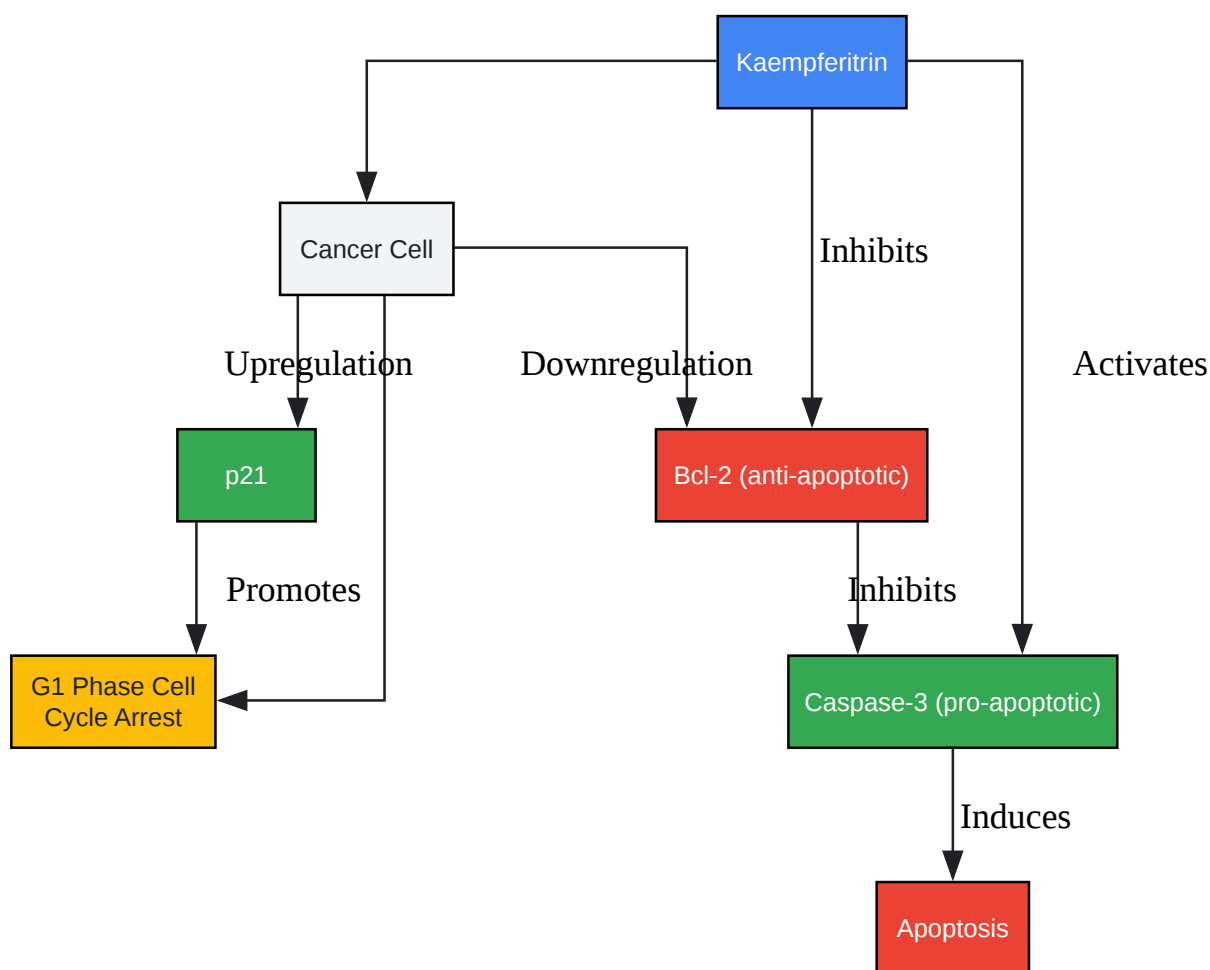 Kaempferitrin
Cancer Cell
Inhibits
Upregulation
Downregulation
Activates
p21
Bcl-2 (anti-apoptotic)
Promotes
Inhibits
G1 Phase Cell
Cycle Arrest
Caspase-3 (pro-apoptotic)
Induces
Apoptosis